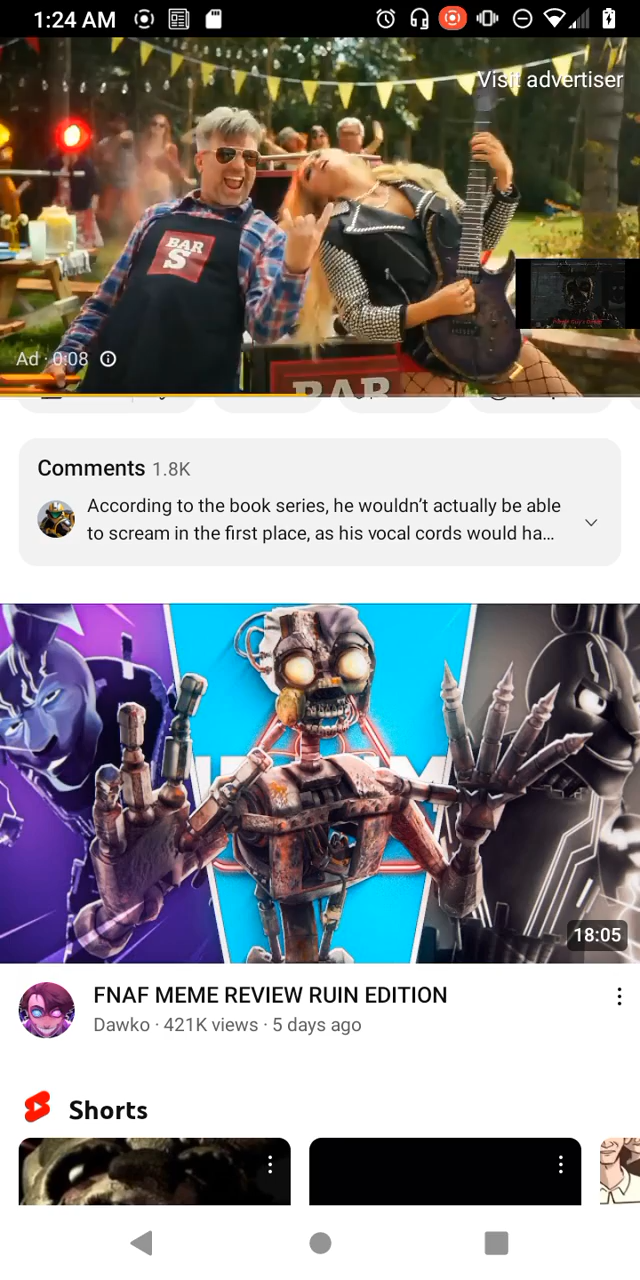 1:24 AM
Visit advertiser
BAR
S
Ad · 0:08
BAR
Comments 1.8K
According to the book series, he wouldn't actually be able
to scream in the first place, as his vocal cords would ha…
18:05
FNAF MEME REVIEW RUIN EDITION
Dawko · 421K views · 5 days ago
Shorts